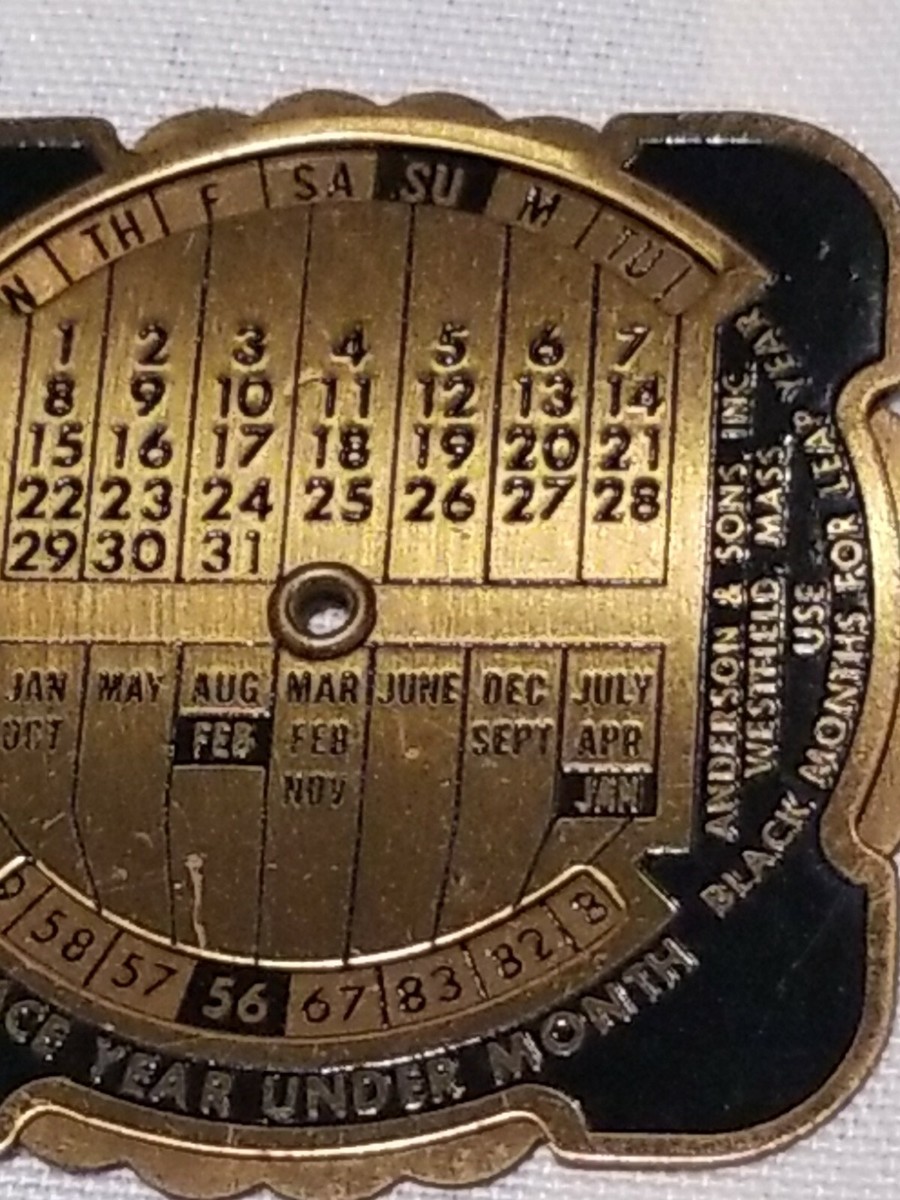 N TH F SA SU M TU
1 2 3 4 5 6 7
8 9 10 11 12 13 14
15 16 17 18 19 20 21
22 23 24 25 26 27 28
29 30 31
JAN MAY AUG MAR JUNE DEC JULY
OCT FEB FEB SEPT APR
NOV JAN
9 58 57 56 67 83 82 8
CE YEAR UNDER MONTH
ANDERSON & SONS, INC.
WESTFIELD, MASS.
USE
BLACK MONTHS FOR LEAP YEAR